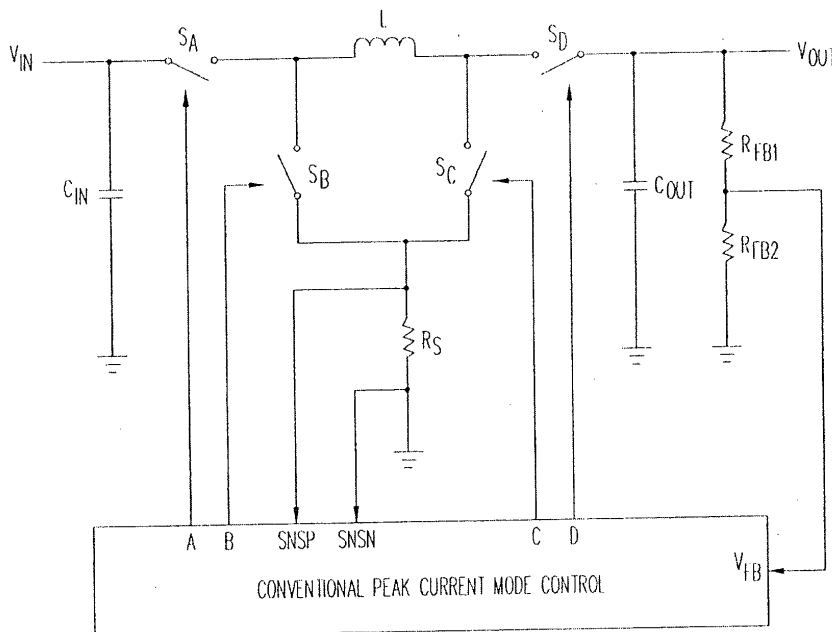 L
V_IN S_A S_D V_OUT
R_FB1
C_IN S_B S_C C_OUT
R_FB2
R_S
A B SNSP SNSN C D
V_FB
CONVENTIONAL PEAK CURRENT MODE CONTROL